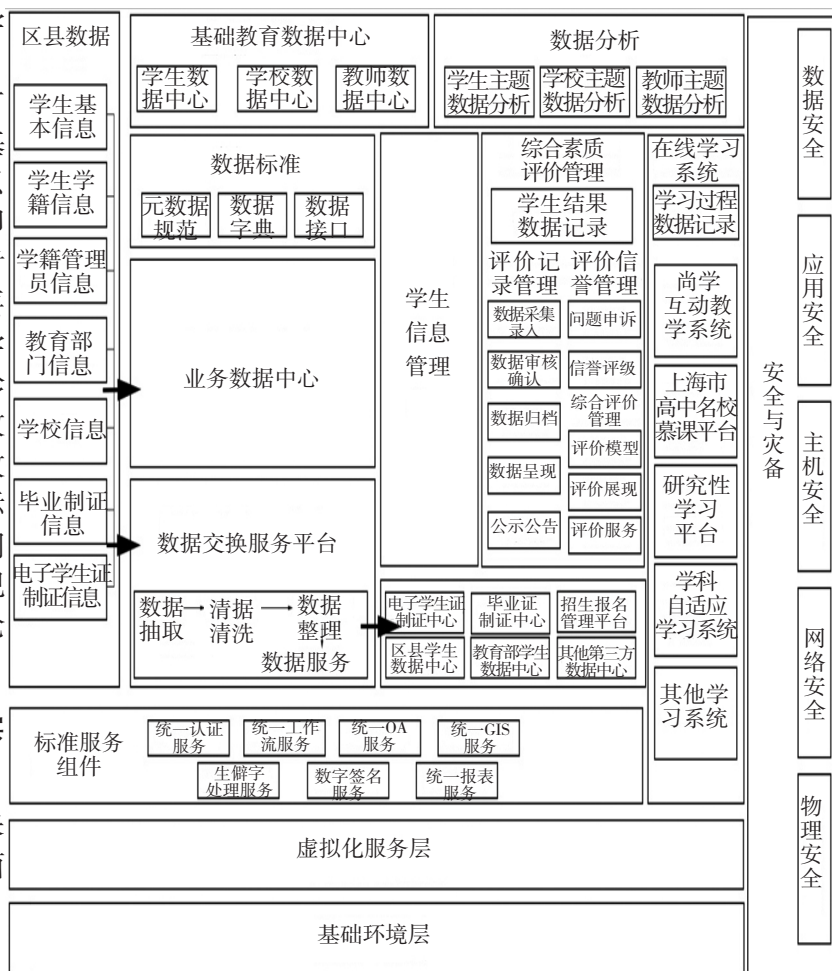 区县数据
学生基
本信息
学生学
籍信息
学籍管理
员信息
教育部
门信息
学校信息
毕业制证
信息
电子学生证
制证信息
基础教育数据中心
学生数
据中心
学校数
据中心
教师数
据中心
数据分析
学生主题
数据分析
学校主题
数据分析
教师主题
数据分析
数据标准
元数据
规范
数据
字典
数据
接口
业务数据中心
数据交换服务平台
数据
抽取
清据
清洗
数据
整理
数据服务
学生
信息
管理
综合素质
评价管理
学生结果
数据记录
评价记
录管理
数据采集
录入
数据审核
确认
数据归档
数据呈现
公示公告
评价信
誉管理
问题申诉
信誉评级
综合评价
管理
评价模型
评价展现
评价服务
在线学习
系统
学习过程
数据记录
尚学
互动教
学系统
上海市
高中名校
慕课平台
研究性
学习
平台
学科
自适应
学习系统
其他学
习系统
电子学生证
制证中心
毕业证
制证中心
招生报名
管理平台
区县学生
数据中心
教育部学生
数据中心
其他第三方
数据中心
标准服务
组件
统一认证
服务
统一工作
流服务
统一OA
服务
统一GIS
服务
生僻字
处理服务
数字签名
服务
统一报表
服务
虚拟化服务层
基础环境层
安全与灾备
数据安全
应用安全
主机安全
网络安全
物理安全